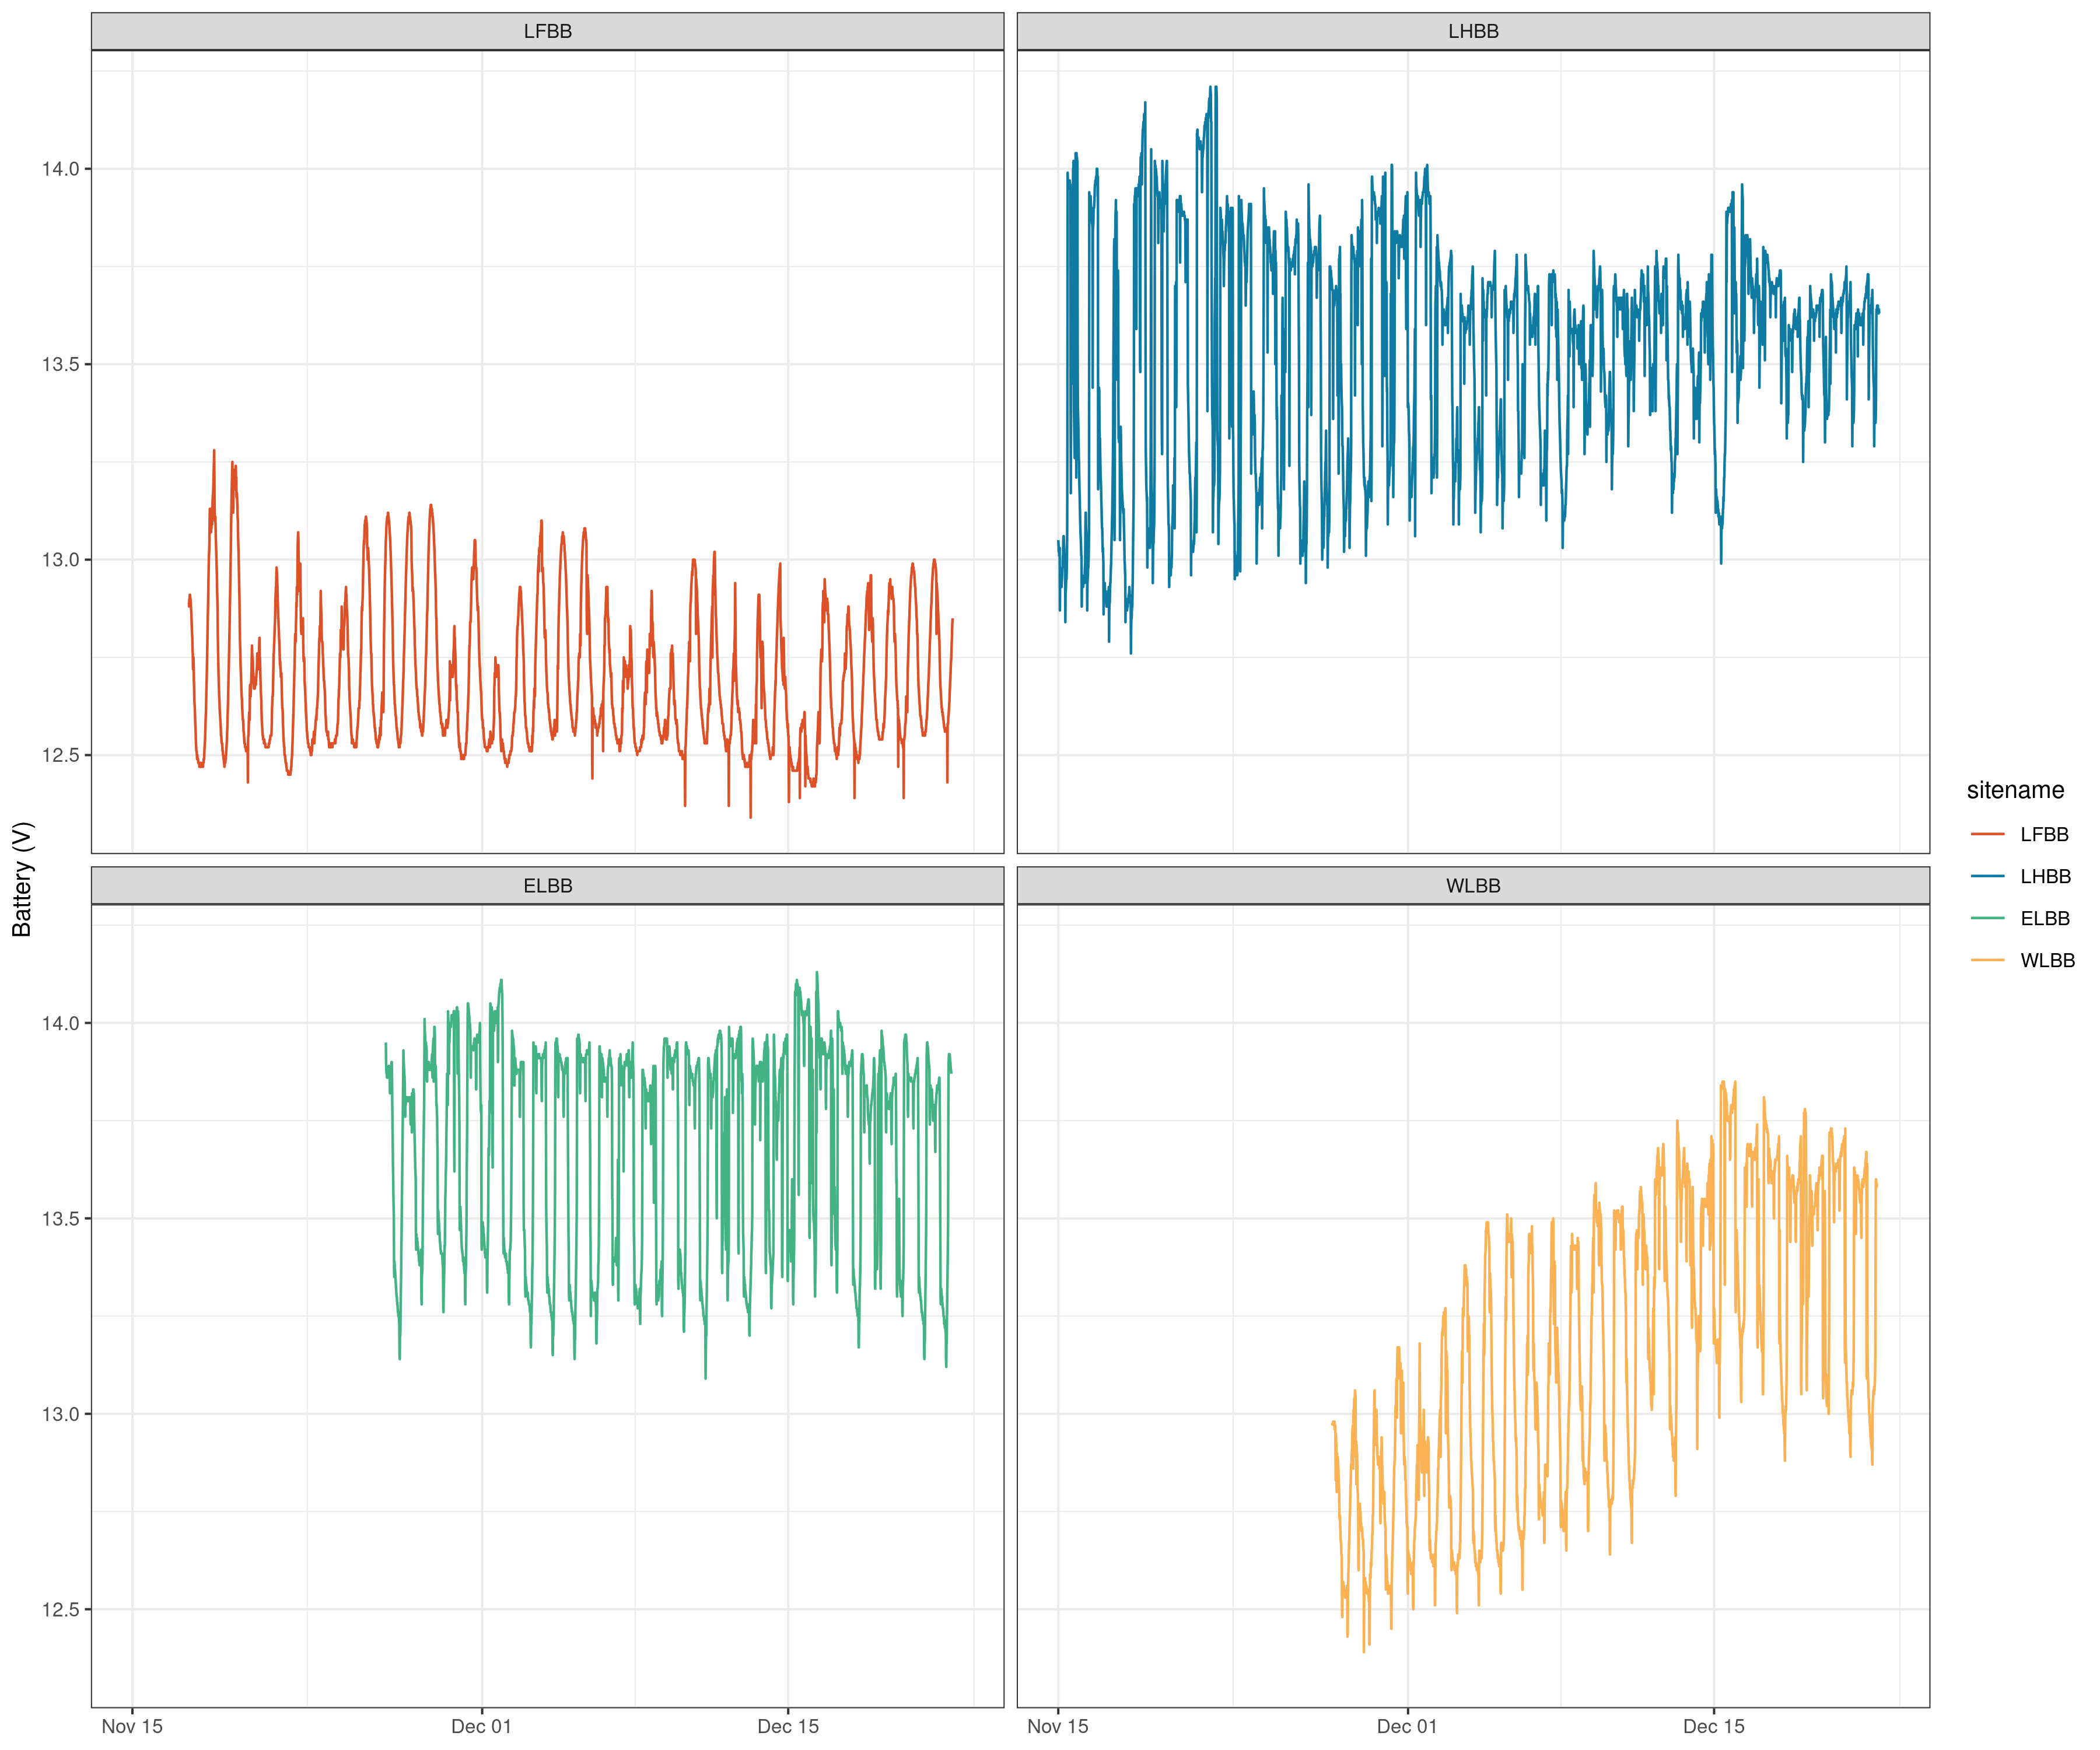 LFBB
LHBB
14.0
13.5
13.0
12.5
ELBB
WLBB
14.0
13.5
13.0
12.5
Nov 15
Dec 01
Dec 15
Nov 15
Dec 01
Dec 15
Battery (V)
sitename
LFBB
LHBB
ELBB
WLBB